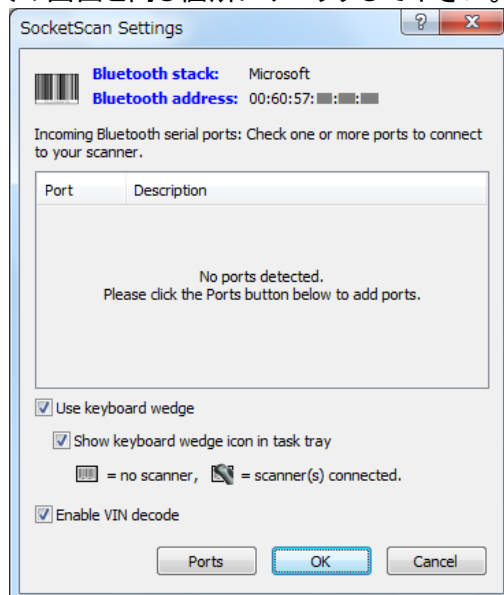 SocketScan Settings
Bluetooth stack: Microsoft
Bluetooth address: 00:60:57:
Incoming Bluetooth serial ports: Check one or more ports to connect
to your scanner.
Port Description
No ports detected.
Please click the Ports button below to add ports.
Use keyboard wedge
Show keyboard wedge icon in task tray
= no scanner, = scanner(s) connected.
Enable VIN decode
Ports OK Cancel